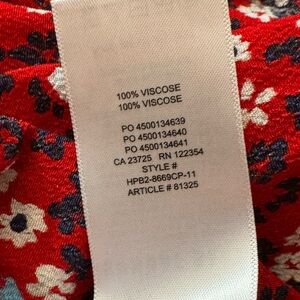 100% VISCOSE
100% VISCOSE
PO 4500134639
PO 4500134640
PO 4500134641
CA 23725 RN 122354
STYLE #
HPB2-8669CP-11
ARTICLE # 81325